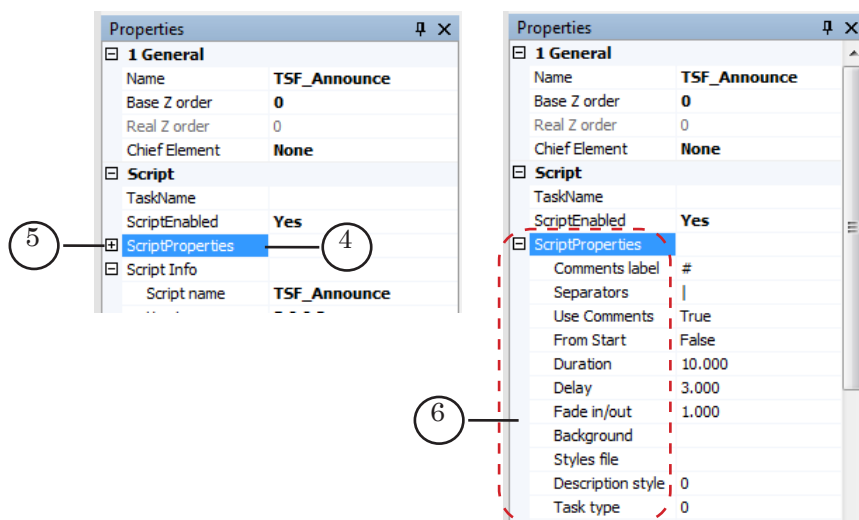 Properties
1 General
Name TSF_Announce
Base Z order 0
Real Z order 0
Chief Element None
Script
TaskName
ScriptEnabled Yes
5 ScriptProperties 4
Script Info
Script name TSF_Announce
Properties
1 General
Name TSF_Announce
Base Z order 0
Real Z order 0
Chief Element None
Script
TaskName
ScriptEnabled Yes
ScriptProperties
Comments label #
Separators |
Use Comments True
From Start False
Duration 10.000
Delay 3.000
6 Fade in/out 1.000
Background
Styles file
Description style 0
Task type 0